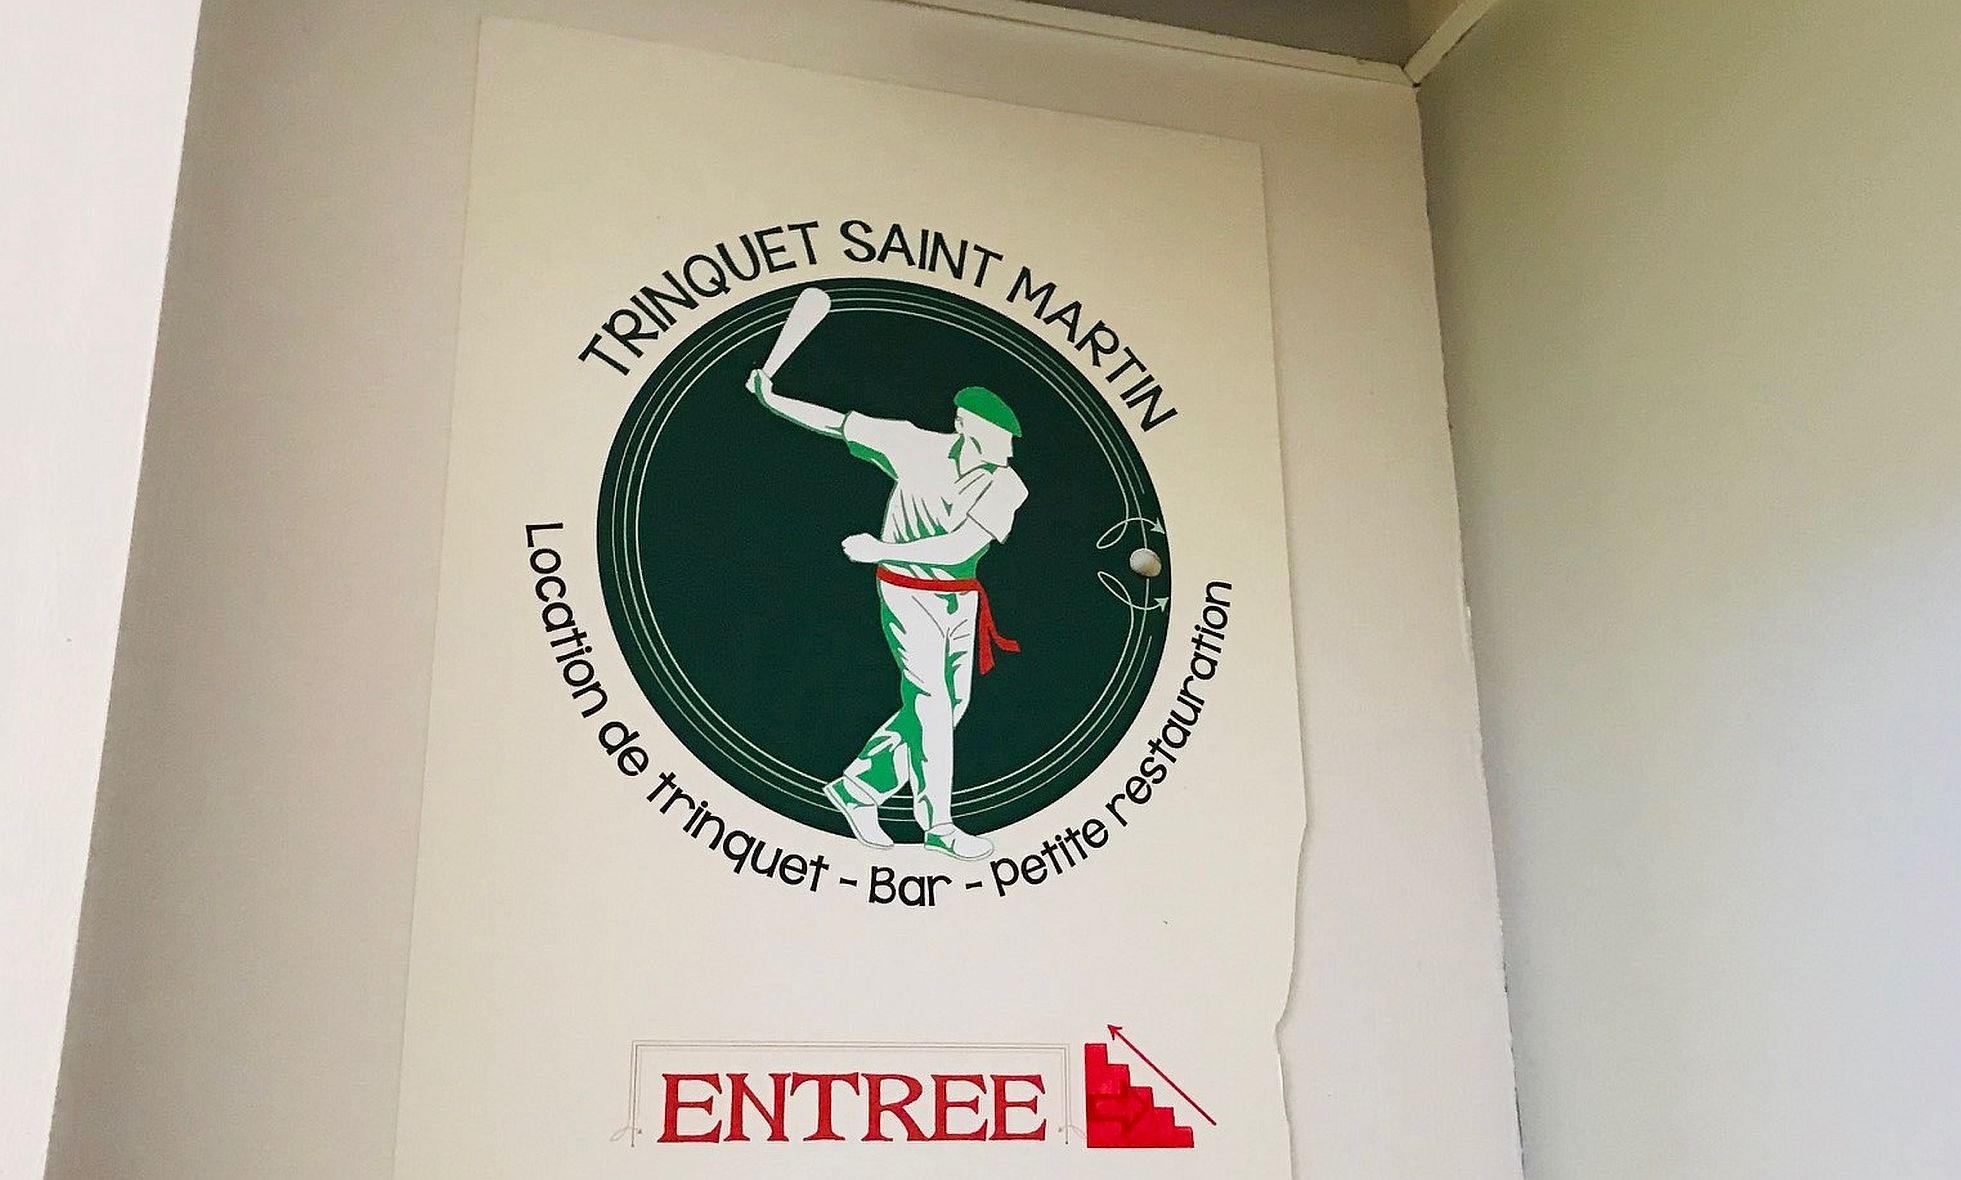 TRINQUET SAINT MARTIN
Location de trinquet - Bar - petite restauration
ENTREE